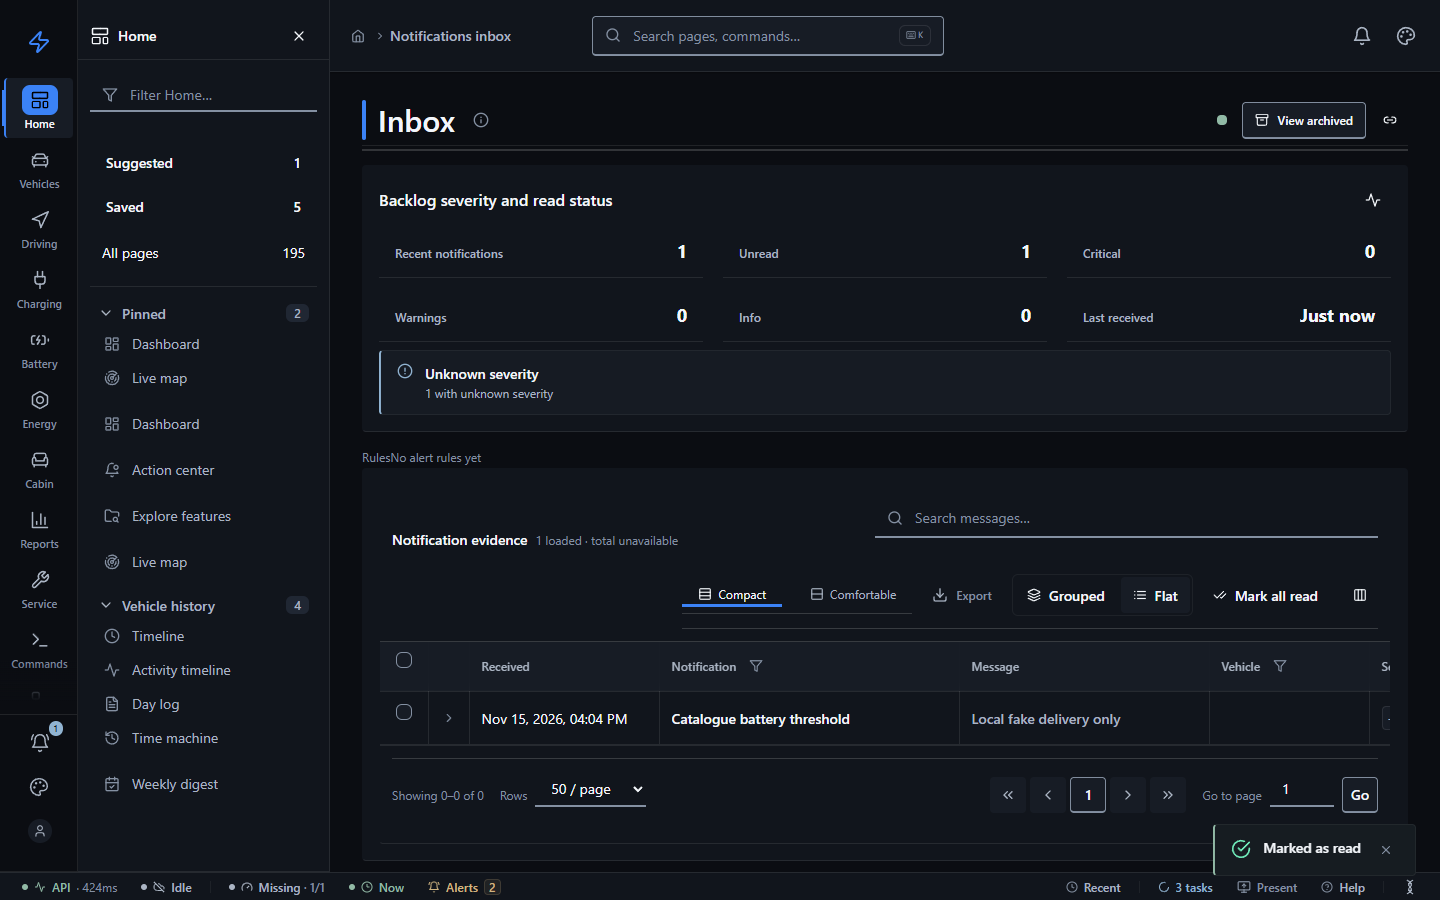 Home
Vehicles
Driving
Charging
Battery
Energy
Cabin
Reports
Service
Commands
1
Home
Filter Home...
Suggested 1
Saved 5
All pages 195
Pinned 2
Dashboard
Live map
Dashboard
Action center
Explore features
Live map
Vehicle history 4
Timeline
Activity timeline
Day log
Time machine
Weekly digest
Notifications inbox
Search pages, commands... K
Inbox
View archived
Backlog severity and read status
Recent notifications 1 Unread 1 Critical 0
Warnings 0 Info 0 Last received Just now
Unknown severity
1 with unknown severity
RulesNo alert rules yet
Search messages...
Notification evidence 1 loaded · total unavailable
Compact Comfortable Export Grouped Flat Mark all read
Received Notification Message Vehicle
Nov 15, 2026, 04:04 PM Catalogue battery threshold Local fake delivery only
Showing 0–0 of 0 Rows 50 / page 1 Go to page 1 Go
Marked as read
API · 424ms Idle Missing · 1/1 Now Alerts 2 Recent 3 tasks Present Help